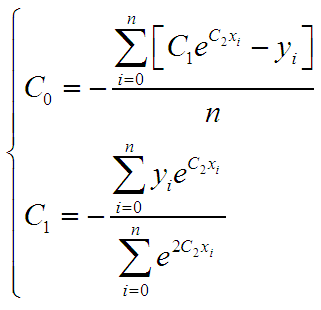 C_0 = -\frac{\sum_{i=0}^{n}\left[C_1 e^{C_2 x_i} - y_i\right]}{n}
C_1 = -\frac{\sum_{i=0}^{n} y_i e^{C_2 x_i}}{\sum_{i=0}^{n} e^{2C_2 x_i}}